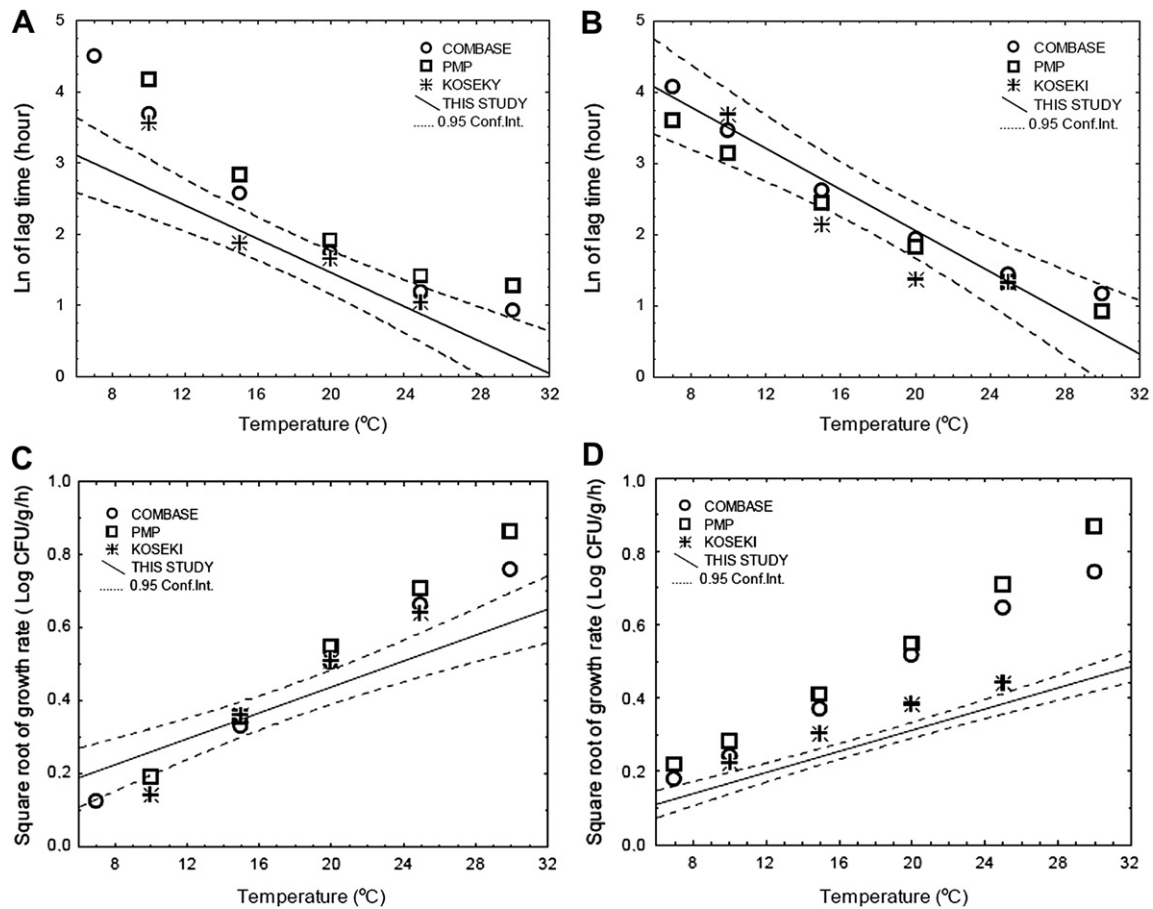 A
COMBASE
PMP
KOSEKY
THIS STUDY
0.95 Conf.Int.
Ln of lag time (hour)
5
4
3
2
1
0
8 12 16 20 24 28 32
Temperature (ºC)
B
COMBASE
PMP
KOSEKI
THIS STUDY
0.95 Conf.Int.
Ln of lag time (hour)
5
4
3
2
1
0
8 12 16 20 24 28 32
Temperature (ºC)
C
COMBASE
PMP
KOSEKI
THIS STUDY
0.95 Conf.Int.
Square root of growth rate ( Log CFU/g/h)
1.0
0.8
0.6
0.4
0.2
0.0
8 12 16 20 24 28 32
Temperature (ºC)
D
COMBASE
PMP
KOSEKI
THIS STUDY
0.95 Conf.Int.
Square root of growth rate (Log CFU/g/h)
1.0
0.8
0.6
0.4
0.2
0.0
8 12 16 20 24 28 32
Temperature (ºC)